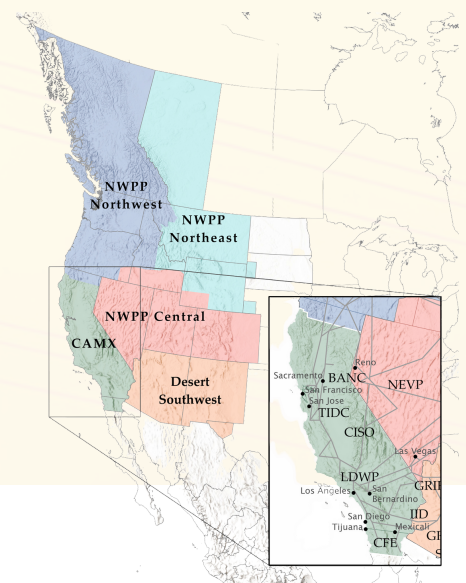 NWPP
Northwest
NWPP
Northeast
NWPP Central
CAMX
Desert
Southwest
Reno
Sacramento
BANC
NEVP
San Francisco
San Jose
TIDC
CISO
Las Vegas
LDWP
GRI
Los Angeles
San
Bernardino
IID
San Diego
Tijuana
Mexicali
CFE
GR
S